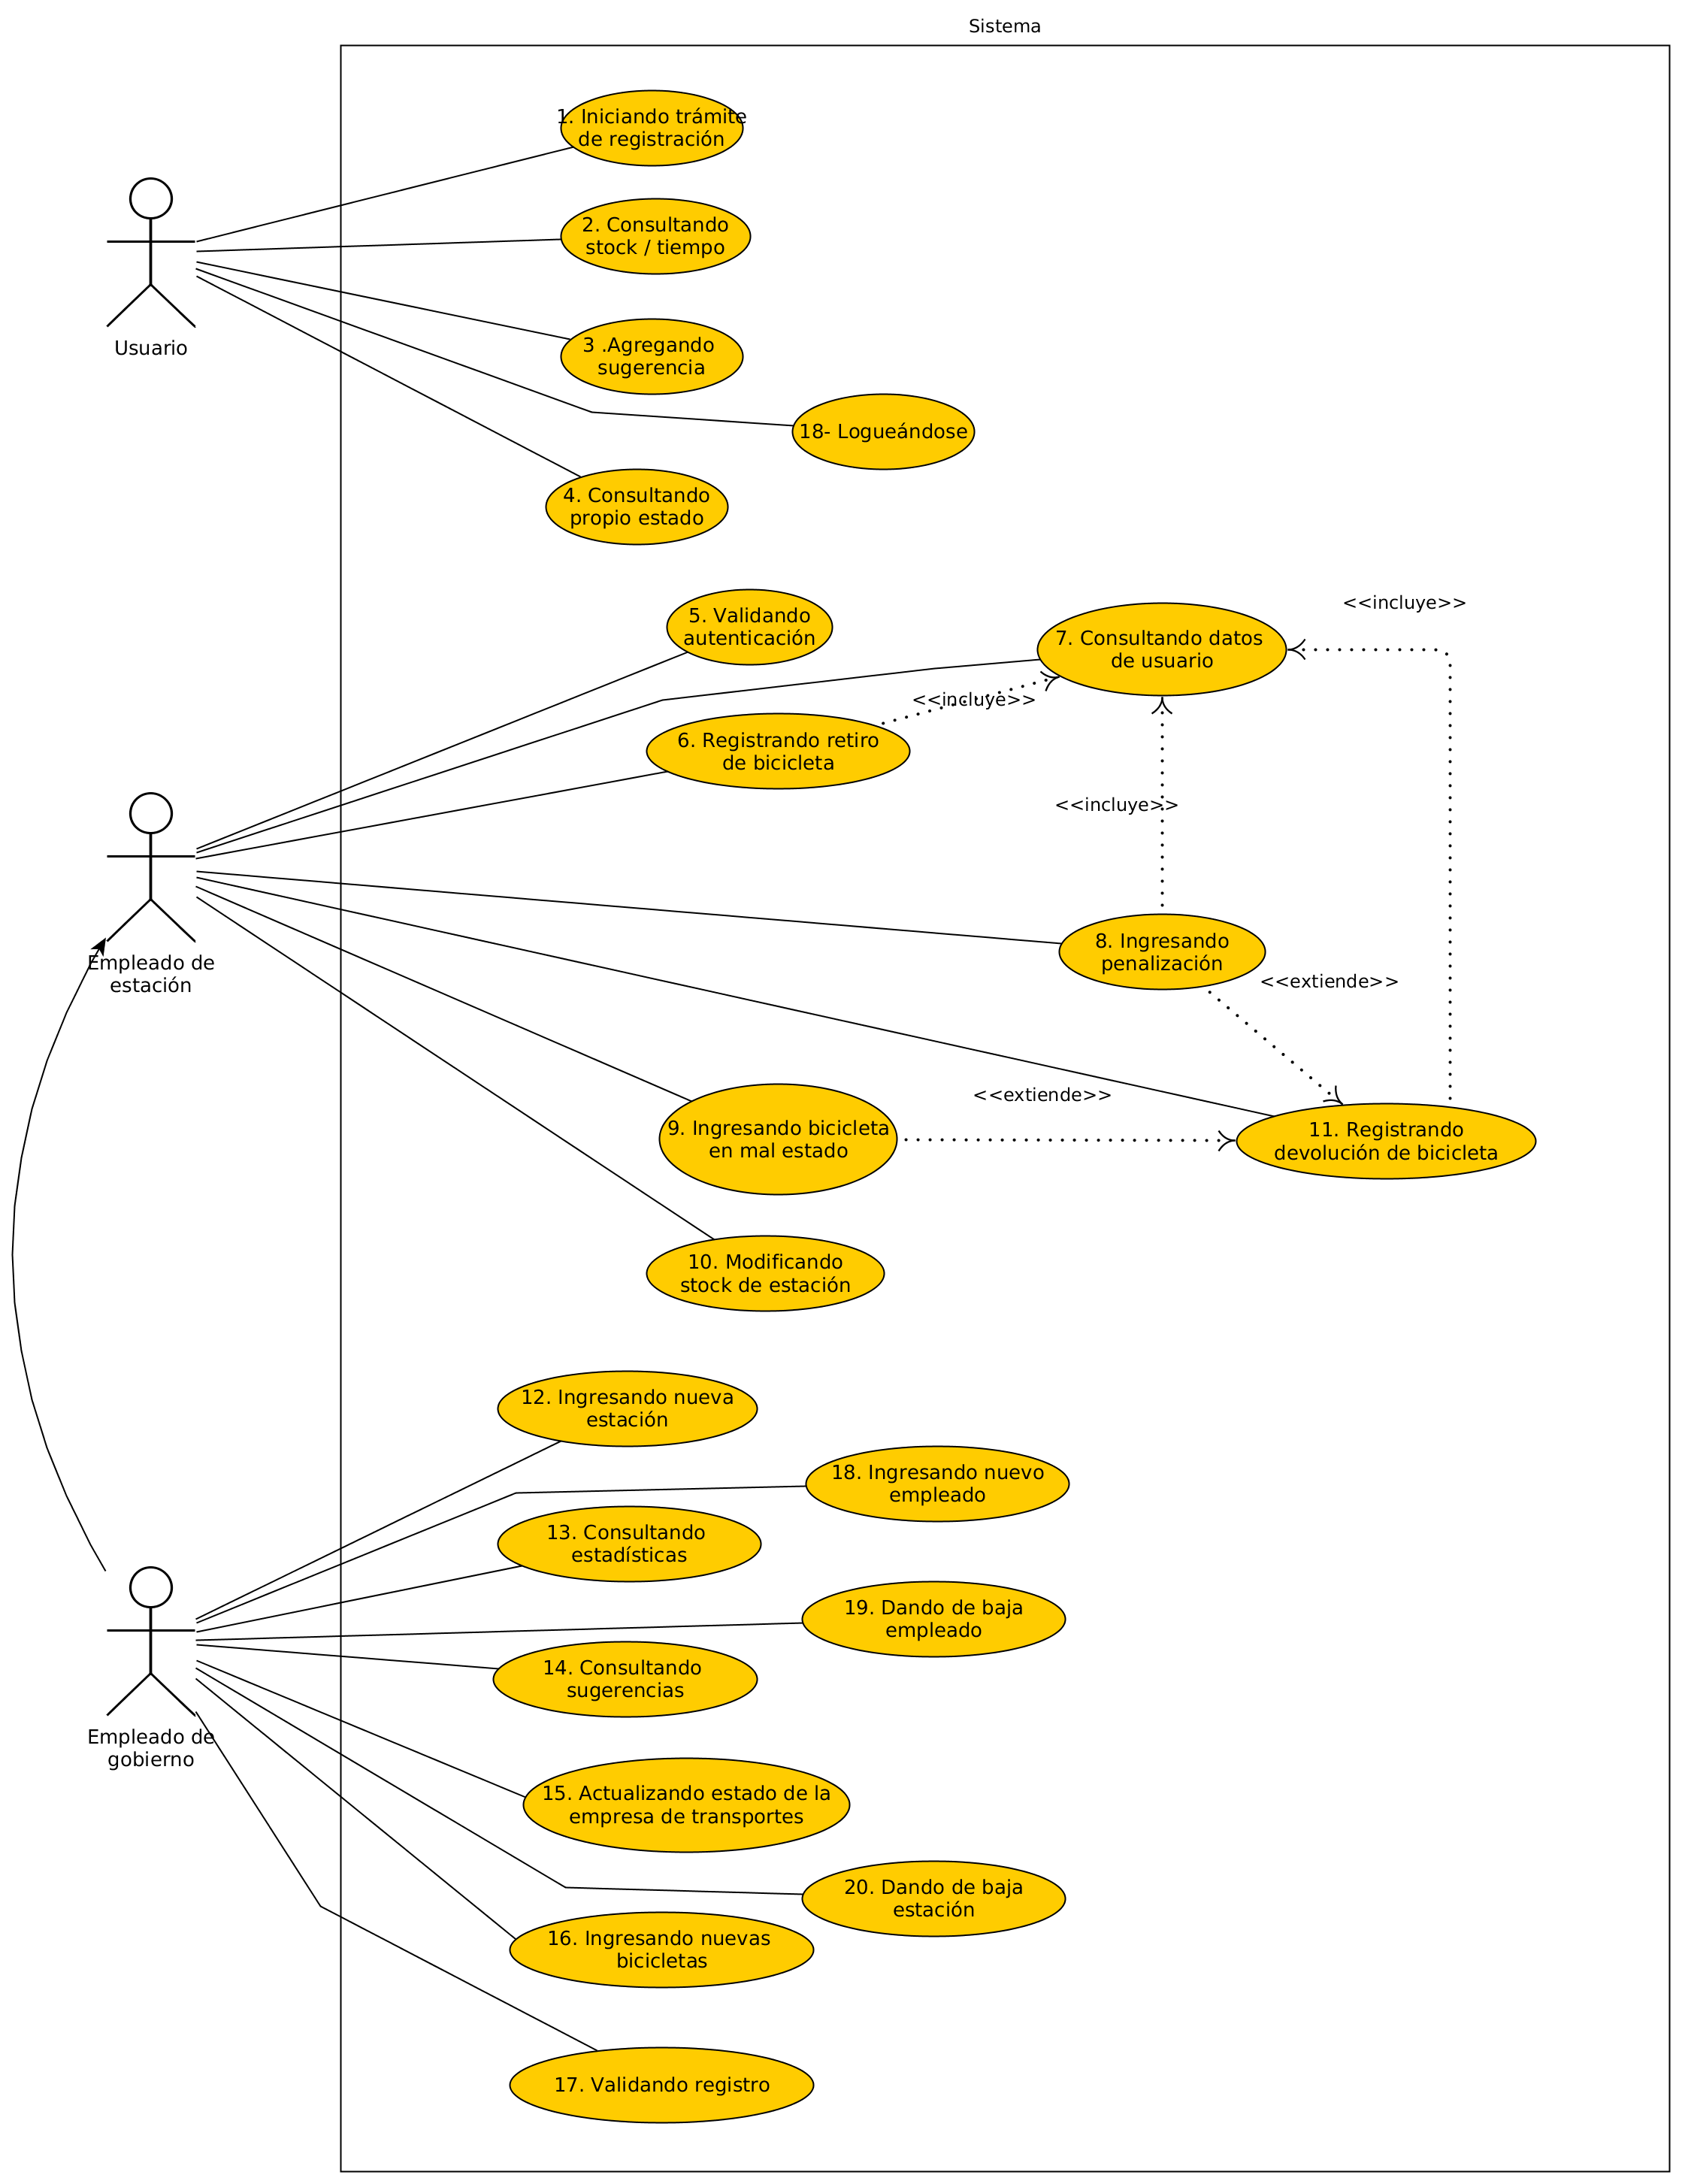 Sistema
1. Iniciando trámite
de registración
2. Consultando
stock / tiempo
Usuario
3 .Agregando
sugerencia
18- Logueándose
4. Consultando
propio estado
<<incluye>>
5. Validando
autenticación
7. Consultando datos
de usuario
<<incluye>>
6. Registrando retiro
de bicicleta
<<incluye>>
8. Ingresando
penalización
Empleado de
estación
<<extiende>>
<<extiende>>
9. Ingresando bicicleta
en mal estado
11. Registrando
devolución de bicicleta
10. Modificando
stock de estación
12. Ingresando nueva
estación
18. Ingresando nuevo
empleado
13. Consultando
estadísticas
19. Dando de baja
empleado
14. Consultando
sugerencias
Empleado de
gobierno
15. Actualizando estado de la
empresa de transportes
20. Dando de baja
estación
16. Ingresando nuevas
bicicletas
17. Validando registro